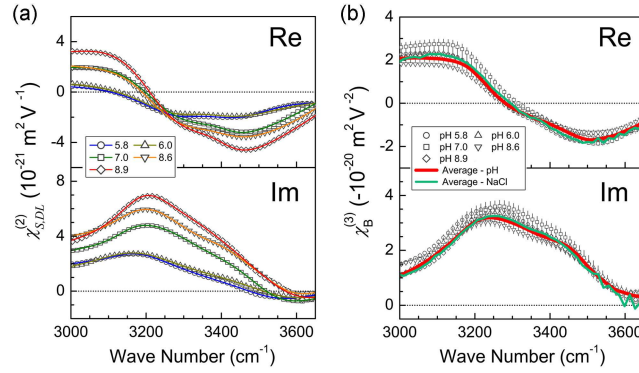 (a)
Re
4
2
0
-2
-4
5.8 6.0
7.0 8.6
8.9
χ(2)S,DL (10-21 m2 V-1)
Im
8
4
0
3000 3200 3400 3600
Wave Number (cm-1)
(b)
Re
4
2
0
-2
pH 5.8 pH 6.0
pH 7.0 pH 8.6
pH 8.9
Average - pH
Average - NaCl
χ(3)B (-10-20 m2 V-2)
Im
4
2
0
3000 3200 3400 3600
Wave Number (cm-1)